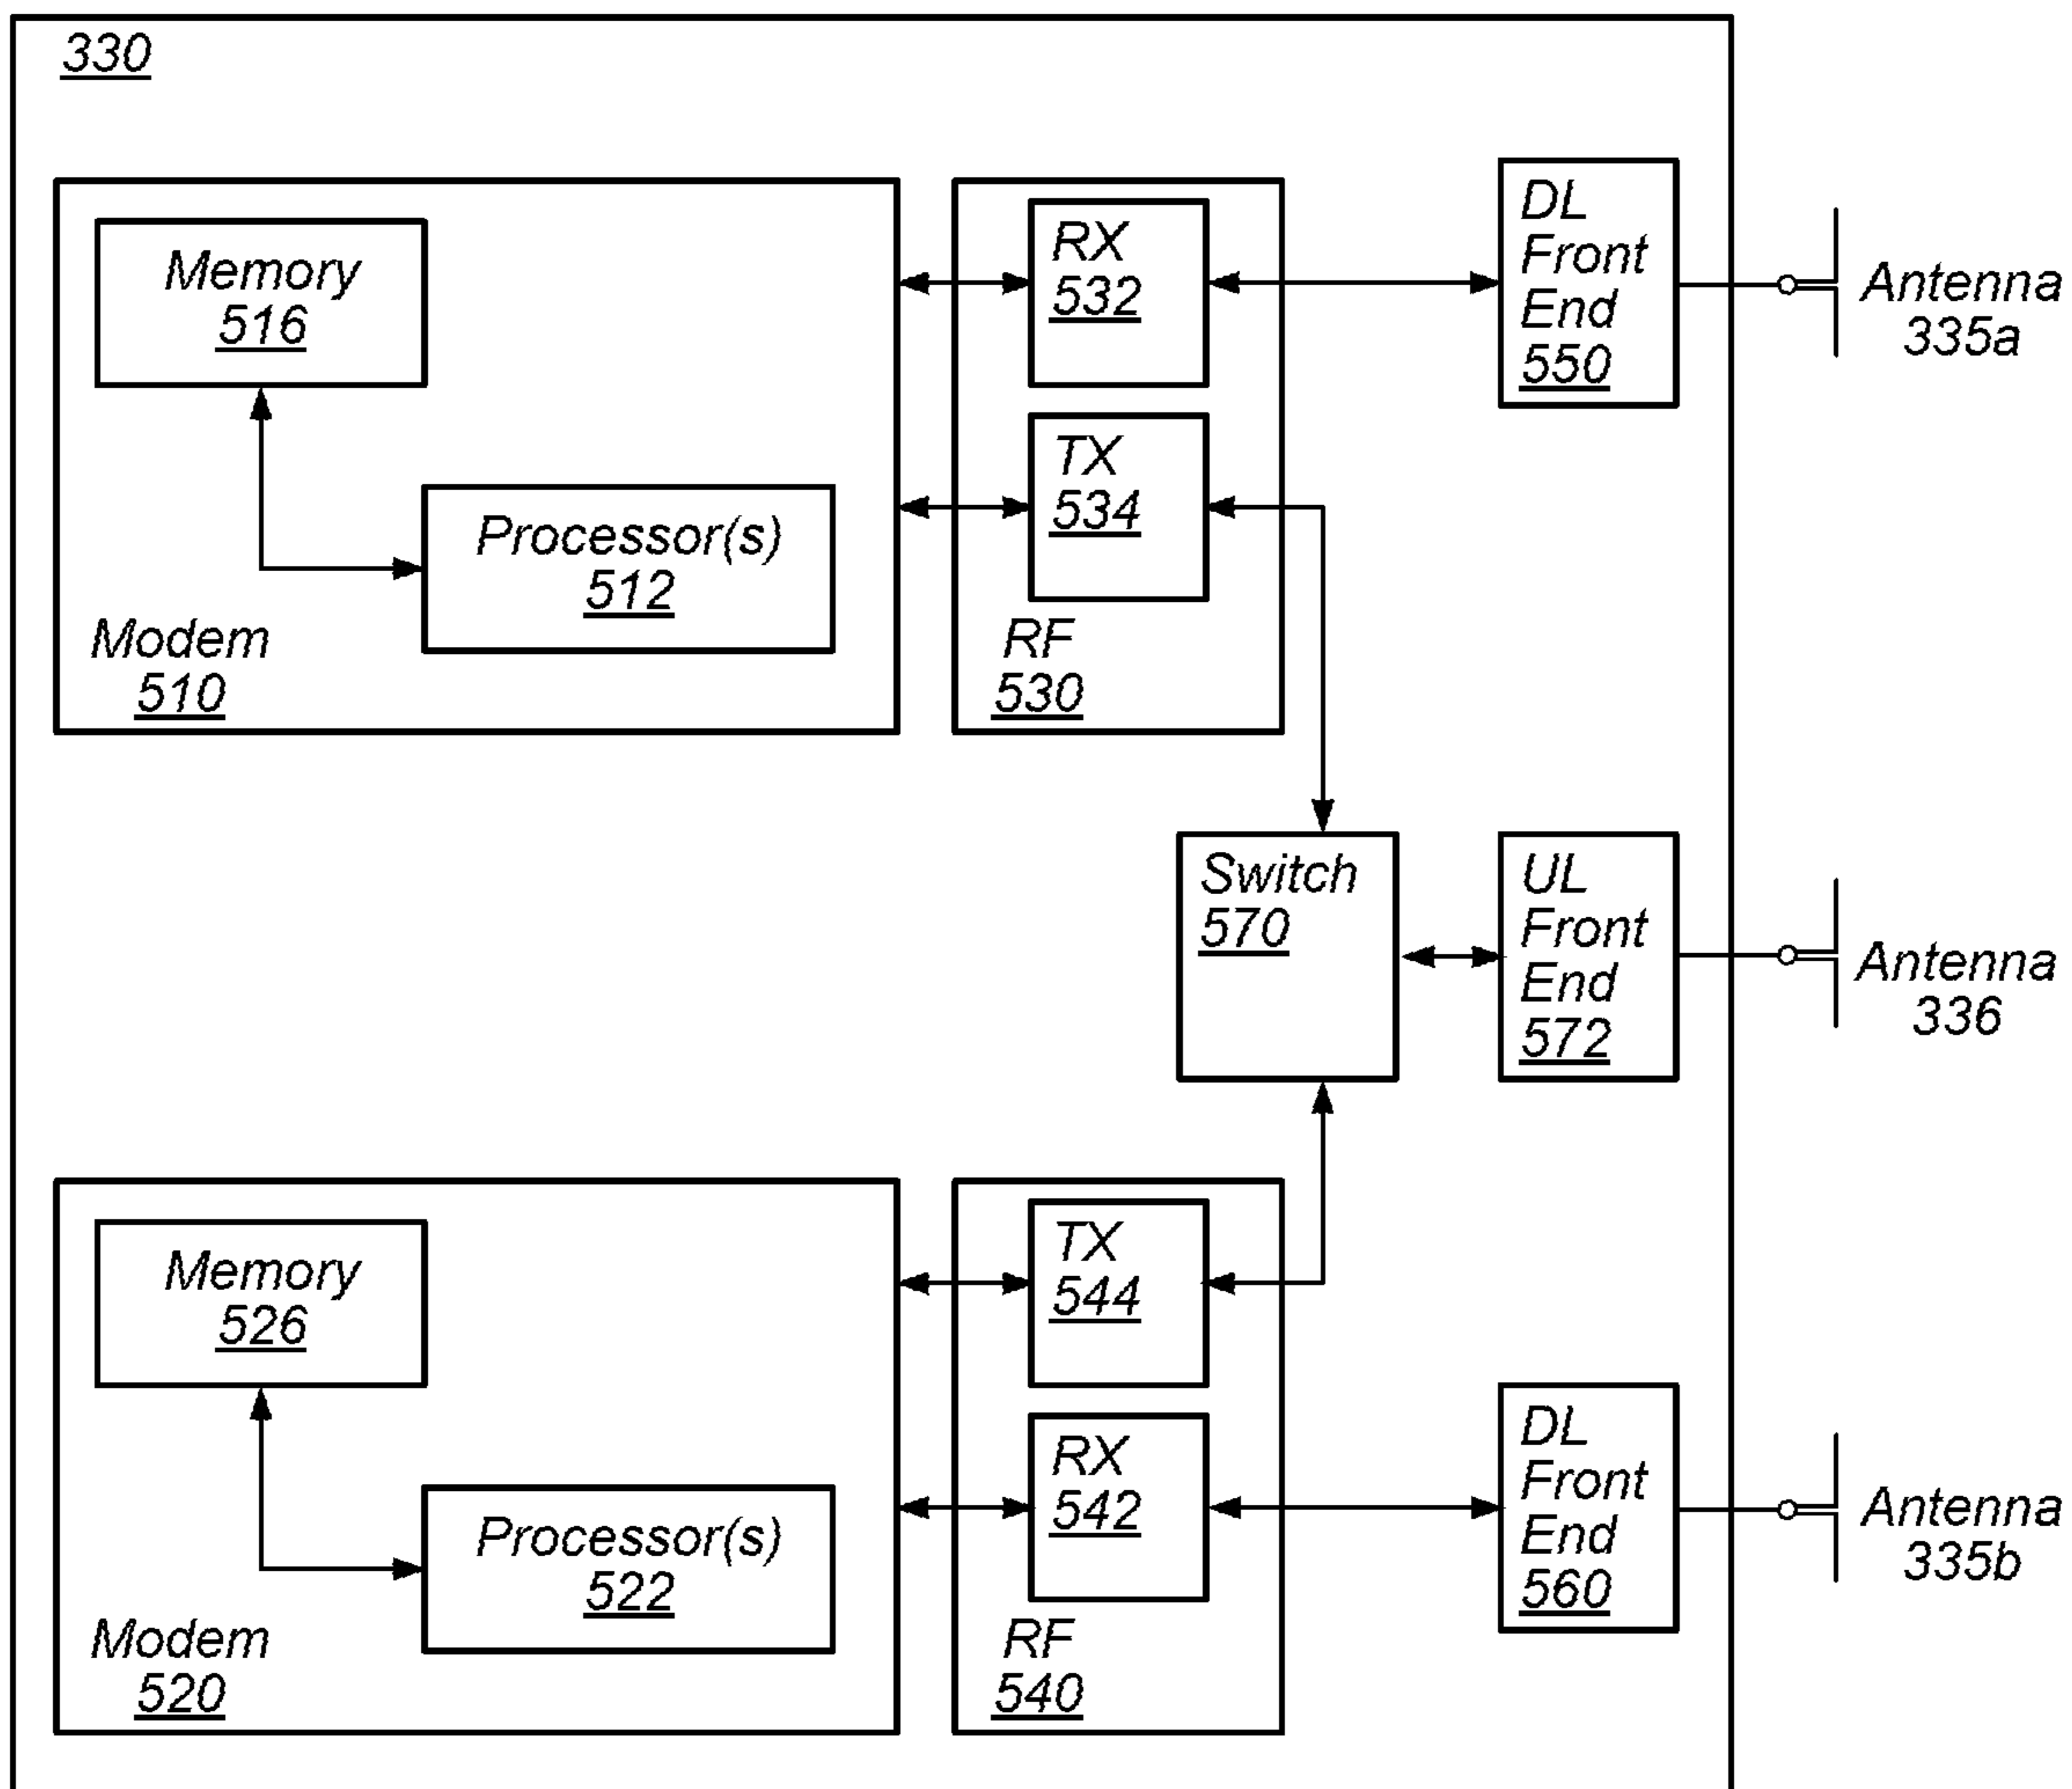 330
Memory
516
Processor(s)
512
Modem
510
RX
532
TX
534
RF
530
DL
Front
End
550
Antenna
335a
Switch
570
UL
Front
End
572
Antenna
336
Memory
526
Processor(s)
522
Modem
520
TX
544
RX
542
RF
540
DL
Front
End
560
Antenna
335b